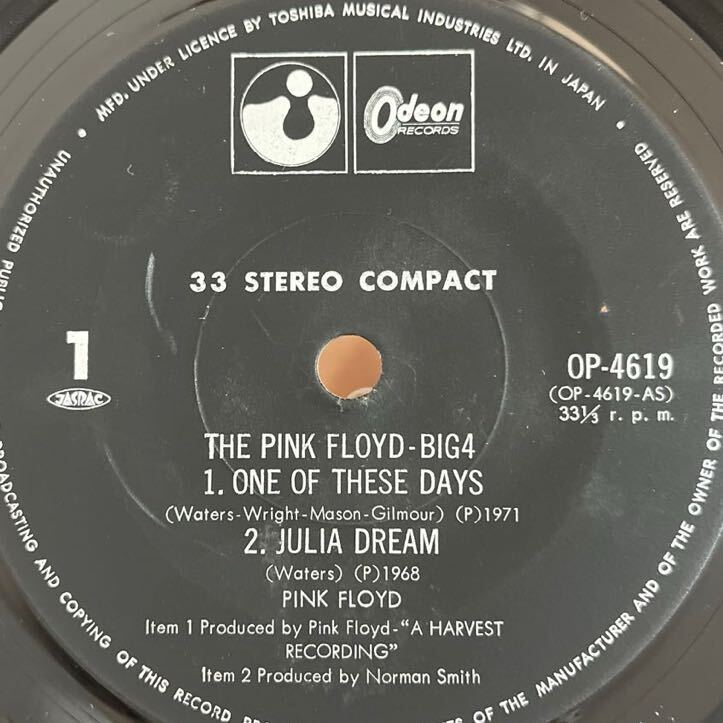 MFD. UNDER LICENCE BY TOSHIBA MUSICAL INDUSTRIES LTD. IN JAPAN
Odeon
RECORDS
33 STEREO COMPACT
1
JASRAC
OP-4619
(OP-4619-AS)
33⅓ r. p. m.
THE PINK FLOYD-BIG4
1. ONE OF THESE DAYS
(Waters-Wright-Mason-Gilmour) (P)1971
2. JULIA DREAM
(Waters) (P)1968
PINK FLOYD
Item 1 Produced by Pink Floyd-“A HARVEST
RECORDING”
Item 2 Produced by Norman Smith
UNAUTHORIZED PUBLIC
BROADCASTING AND COPYING OF THIS RECORD
OF THE MANUFACTURER AND OF THE OWNER OF THE RECORDED WORK ARE RESERVED